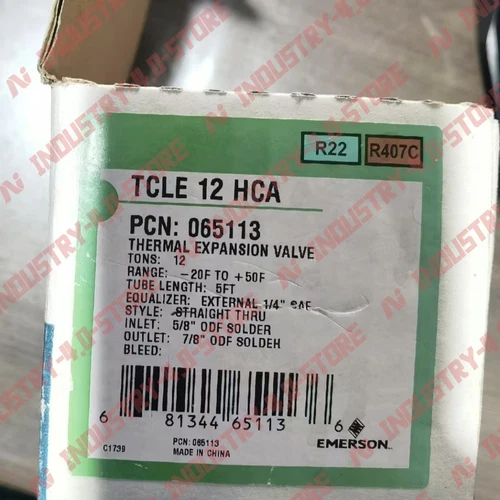 R22 R407C
TCLE 12 HCA
PCN: 065113
THERMAL EXPANSION VALVE
TONS: 12
RANGE: -20F TO +50F
TUBE LENGTH: 5FT
EQUALIZER: EXTERNAL 1/4" SAE
STYLE: STRAIGHT THRU
INLET: 5/8" ODF SOLDER
OUTLET: 7/8" ODF SOLDER
BLEED:
6 81344 65113 6
EMERSON
C1739
PCN: 065113
MADE IN CHINA
INDUSTRY-4.0-STORE